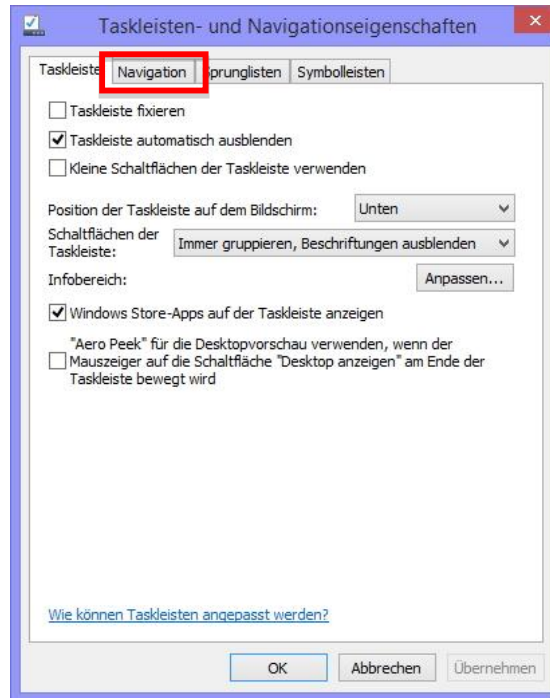 Taskleisten- und Navigationseigenschaften
Taskleiste Navigation Sprunglisten Symbolleisten
Taskleiste fixieren
Taskleiste automatisch ausblenden
Kleine Schaltflächen der Taskleiste verwenden
Position der Taskleiste auf dem Bildschirm: Unten
Schaltflächen der
Taskleiste:
Immer gruppieren, Beschriftungen ausblenden
Infobereich: Anpassen...
Windows Store-Apps auf der Taskleiste anzeigen
"Aero Peek" für die Desktopvorschau verwenden, wenn der
Mauszeiger auf die Schaltfläche "Desktop anzeigen" am Ende der
Taskleiste bewegt wird
Wie können Taskleisten angepasst werden?
OK Abbrechen Übernehmen